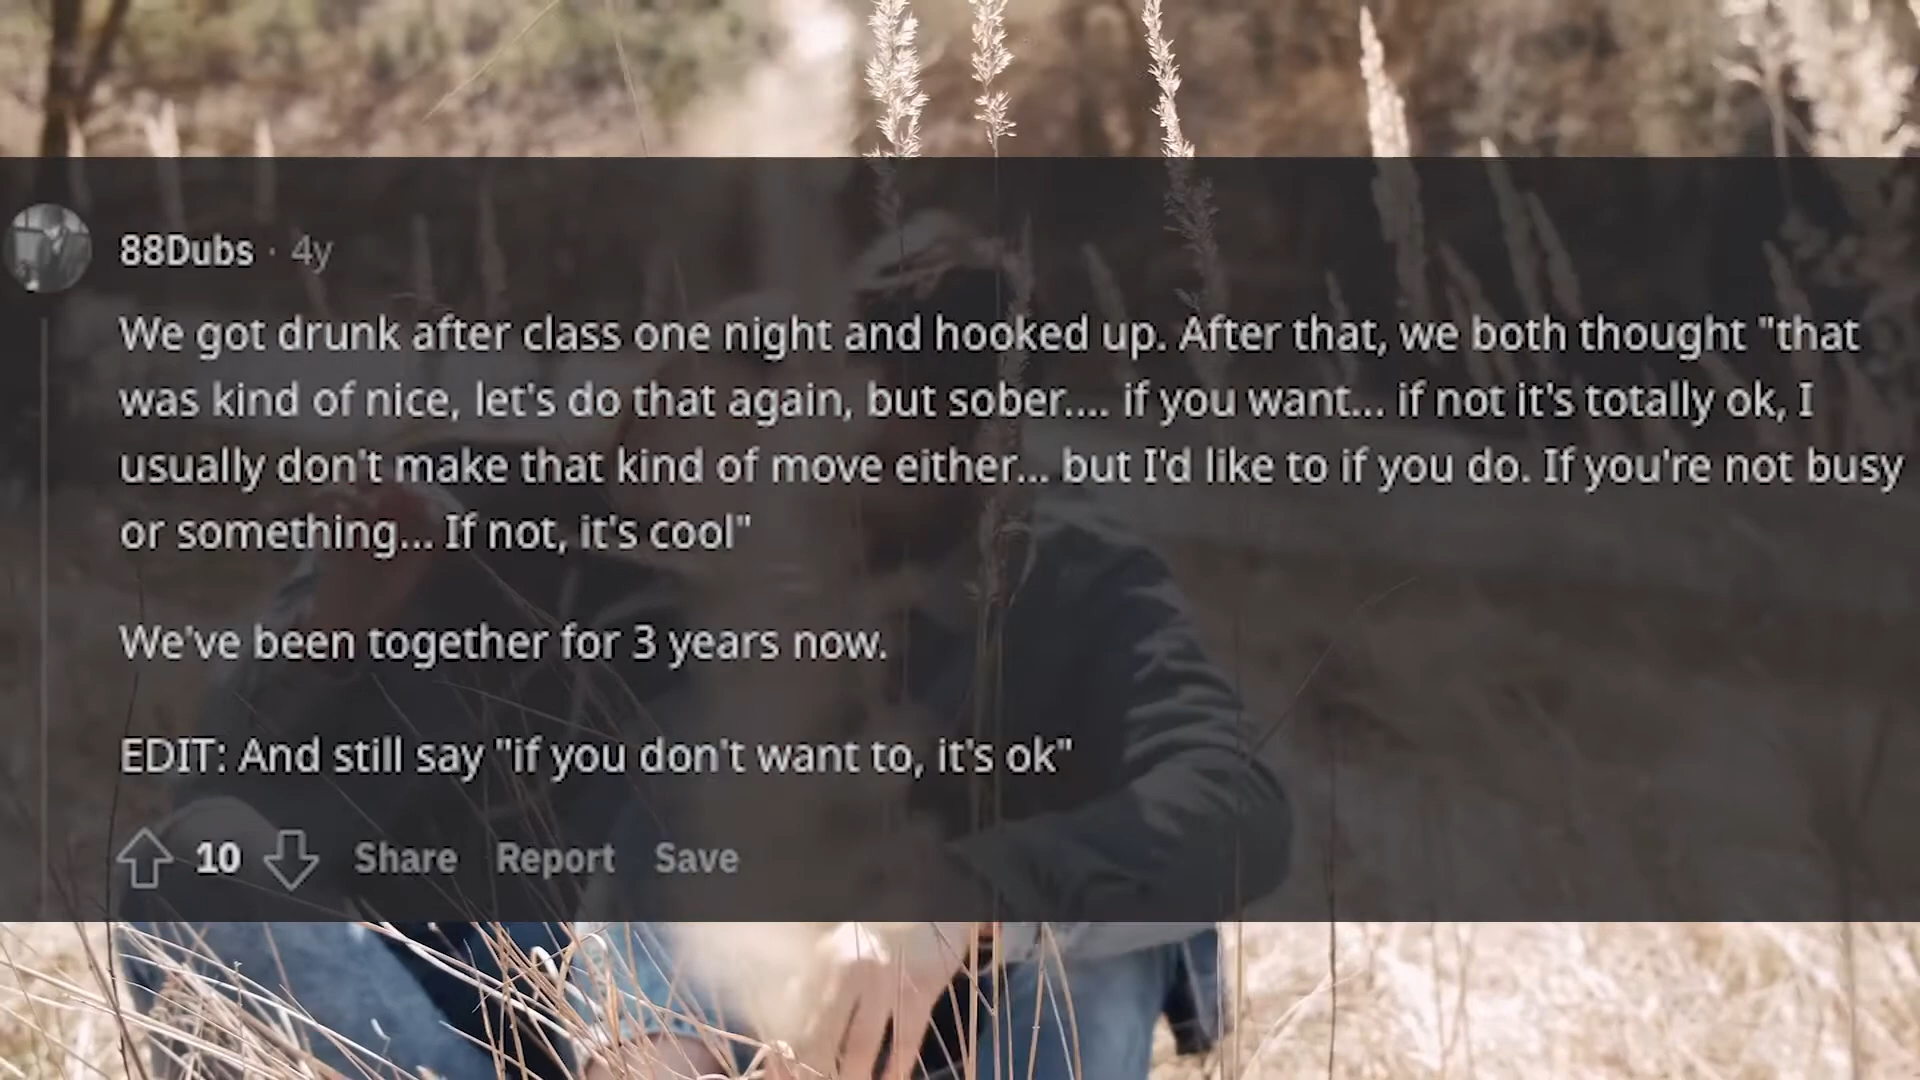 88Dubs · 4y
We got drunk after class one night and hooked up. After that, we both thought "that
was kind of nice, let's do that again, but sober.... if you want... if not it's totally ok, I
usually don't make that kind of move either... but I'd like to if you do. If you're not busy
or something... If not, it's cool"
We've been together for 3 years now.
EDIT: And still say "if you don't want to, it's ok"
10 Share Report Save